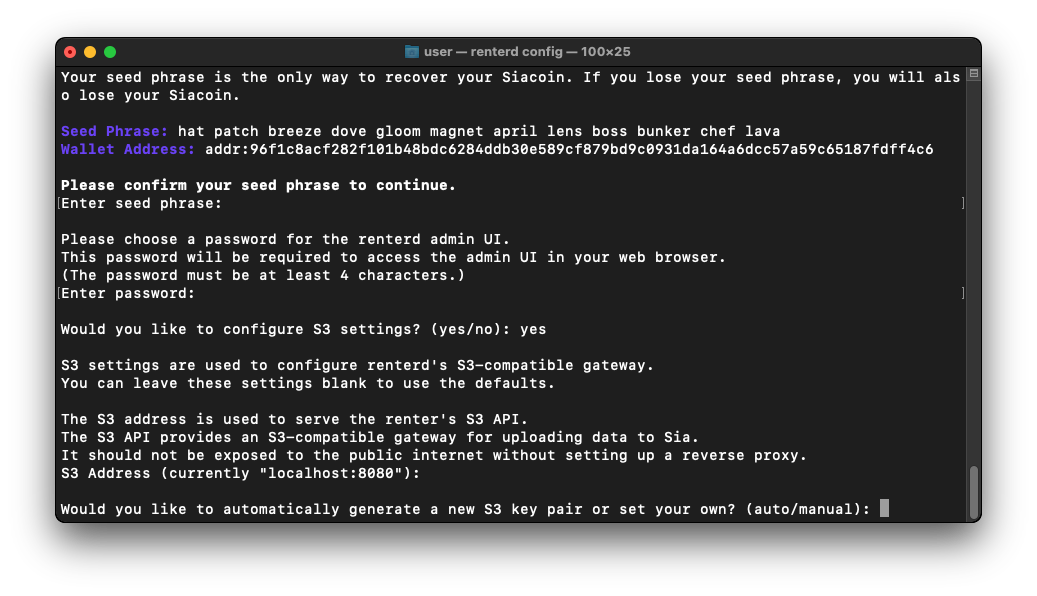 user — renterd config — 100×25
Your seed phrase is the only way to recover your Siacoin. If you lose your seed phrase, you will als
o lose your Siacoin.
Seed Phrase: hat patch breeze dove gloom magnet april lens boss bunker chef lava
Wallet Address: addr:96f1c8acf282f101b48bdc6284ddb30e589cf879bd9c0931da164a6dcc57a59c65187fdff4c6
Please confirm your seed phrase to continue.
[Enter seed phrase: ]
Please choose a password for the renterd admin UI.
This password will be required to access the admin UI in your web browser.
(The password must be at least 4 characters.)
[Enter password: ]
Would you like to configure S3 settings? (yes/no): yes
S3 settings are used to configure renterd's S3-compatible gateway.
You can leave these settings blank to use the defaults.
The S3 address is used to serve the renter's S3 API.
The S3 API provides an S3-compatible gateway for uploading data to Sia.
It should not be exposed to the public internet without setting up a reverse proxy.
S3 Address (currently "localhost:8080"):
Would you like to automatically generate a new S3 key pair or set your own? (auto/manual):